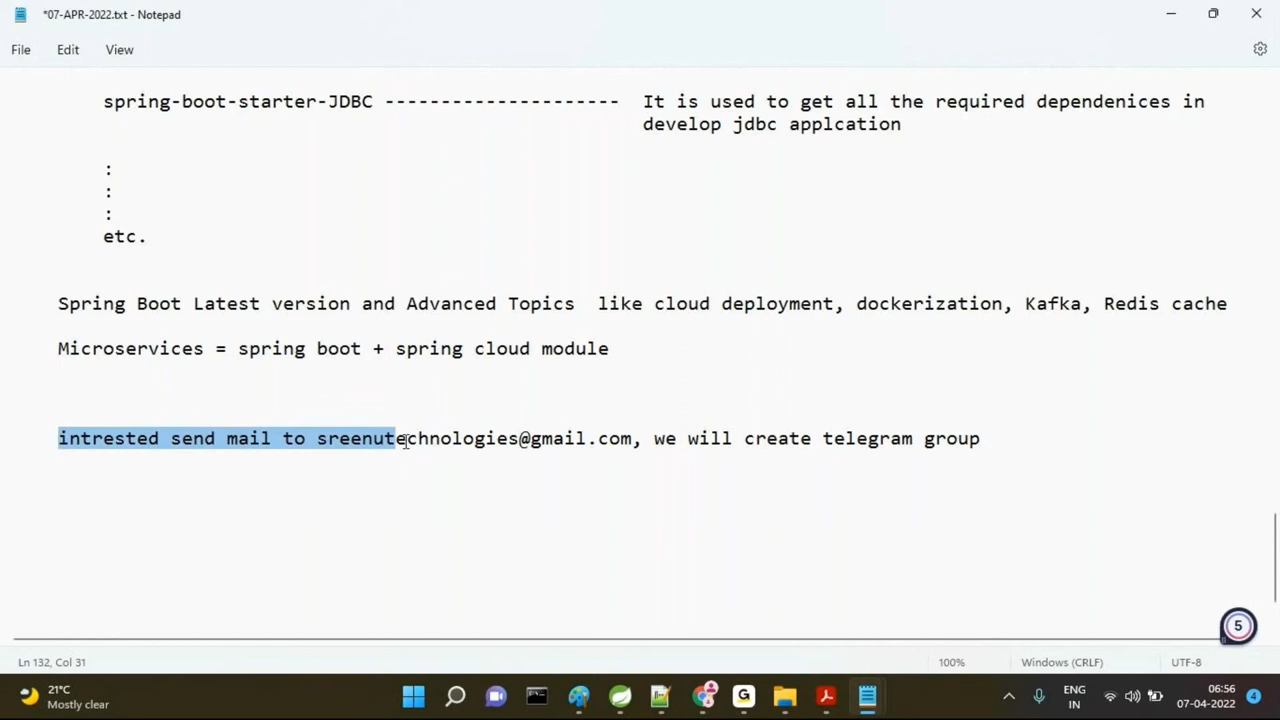 *07-APR-2022.txt - Notepad
File Edit View
spring-boot-starter-JDBC --------------------- It is used to get all the required dependenices in
develop jdbc applcation
:
:
:
etc.
Spring Boot Latest version and Advanced Topics like cloud deployment, dockerization, Kafka, Redis cache
Microservices = spring boot + spring cloud module
intrested send mail to sreenutechnologies@gmail.com, we will create telegram group
5
Ln 132, Col 31 100% Windows (CRLF) UTF-8
21°C
Mostly clear
G
ENG
IN
06:56
07-04-2022
4